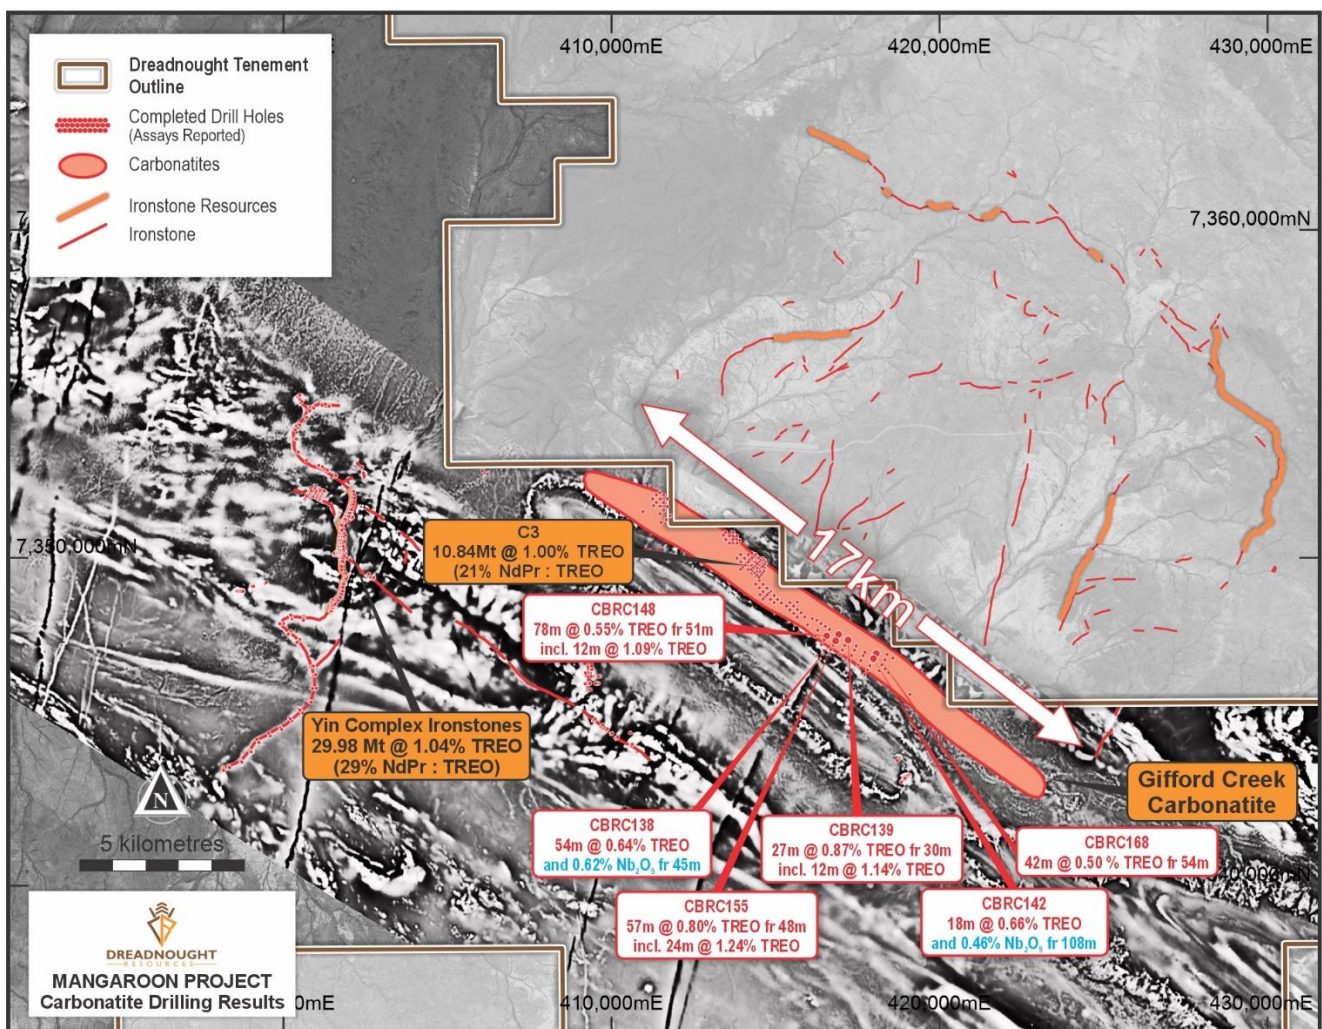 410,000mE
420,000mE
430,000mE
Dreadnought Tenement
Outline
Completed Drill Holes
(Assays Reported)
Carbonatites
Ironstone Resources
Ironstone
7,360,000mN
17km
7,350,000mN
C3
10.84Mt @ 1.00% TREO
(21% NdPr : TREO
CBRC148
78m @ 0.55% TREO fr 51m
incl. 12m @ 1.09% TREO
Yin Complex Ironstones
29.98 Mt @ 1.04% TREO
(29% NdPr : TREO)
Gifford Creek
Carbonatite
N
5 kilometres
CBRC138
54m @ 0.64% TREO
and 0.62% Nb₂O₅ fr 45m
CBRC139
27m @ 0.87% TREO fr 30m
incl. 12m @ 1.14% TREO
CBRC168
42m @ 0.50 % TREO fr 54m
CBRC155
57m @ 0.80% TREO fr 48m
incl. 24m @ 1.24% TREO
CBRC142
18m @ 0.66% TREO
and 0.46% Nb₂O₅ fr 108m
DREADNOUGHT
RESOURCES
MANGAROON PROJECT
Carbonatite Drilling Results
410,000mE
420,000mE
430,000mE